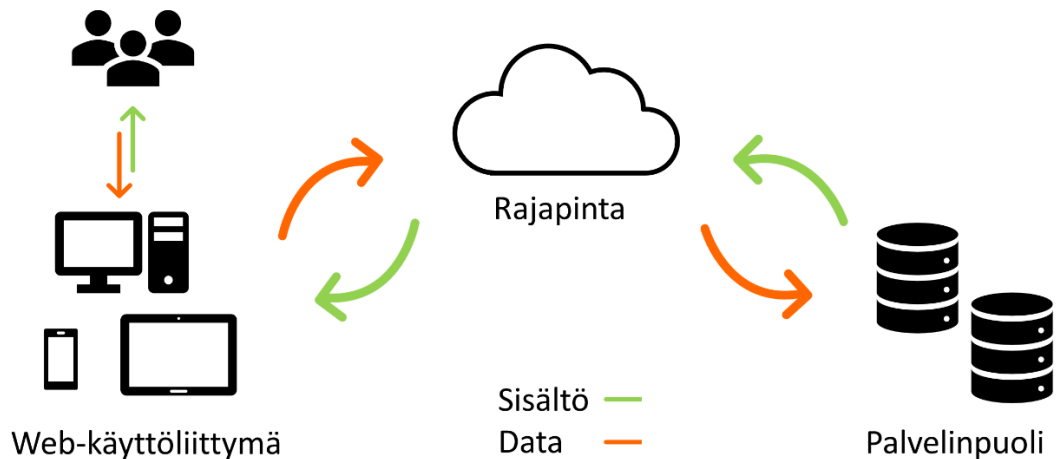 Rajapinta
Sisältö
Data
Web-käyttöliittymä
Palvelinpuoli